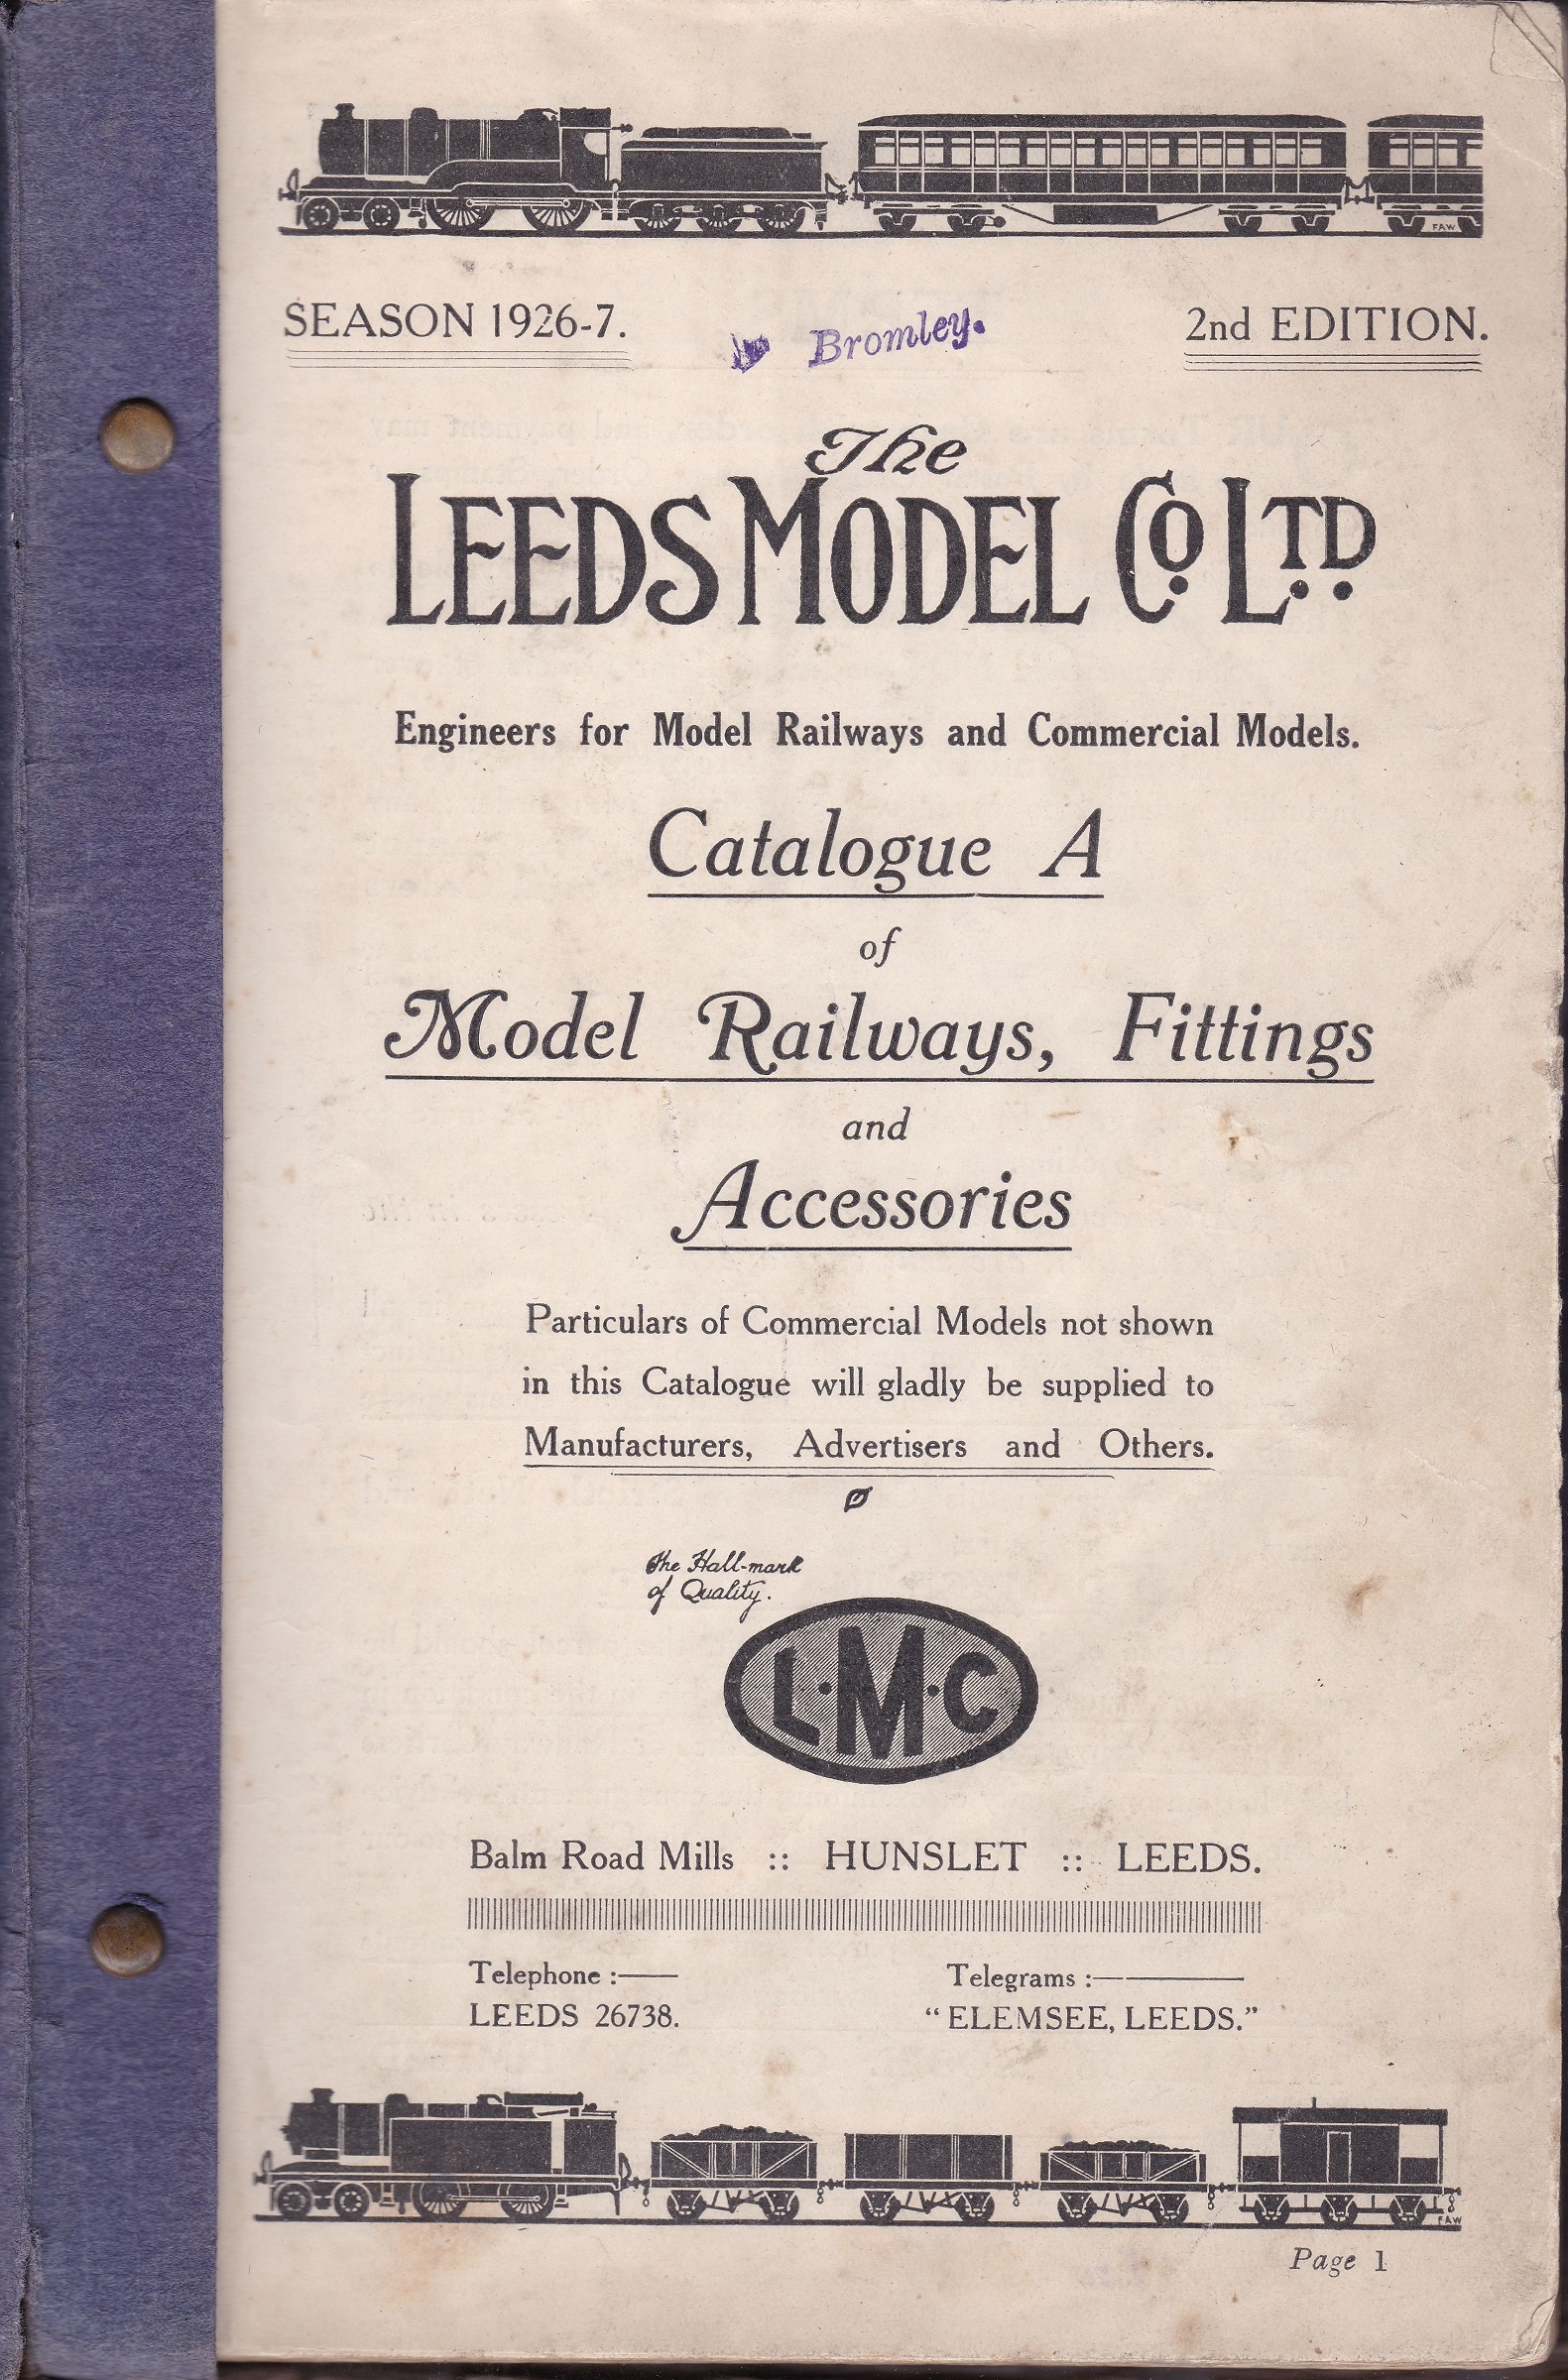 FAW
SEASON 1926-7.
Bromley.
2nd EDITION.
The
LEEDS MODEL Co. LTD.
Engineers for Model Railways and Commercial Models.
Catalogue A
of
Model Railways, Fittings
and
Accessories
Particulars of Commercial Models not shown
in this Catalogue will gladly be supplied to
Manufacturers, Advertisers and Others.
The Hall-mark
of Quality.
L·M·C
Balm Road Mills :: HUNSLET :: LEEDS.
Telephone :— Telegrams :—
LEEDS 26738. "ELEMSEE, LEEDS."
FAW
Page 1